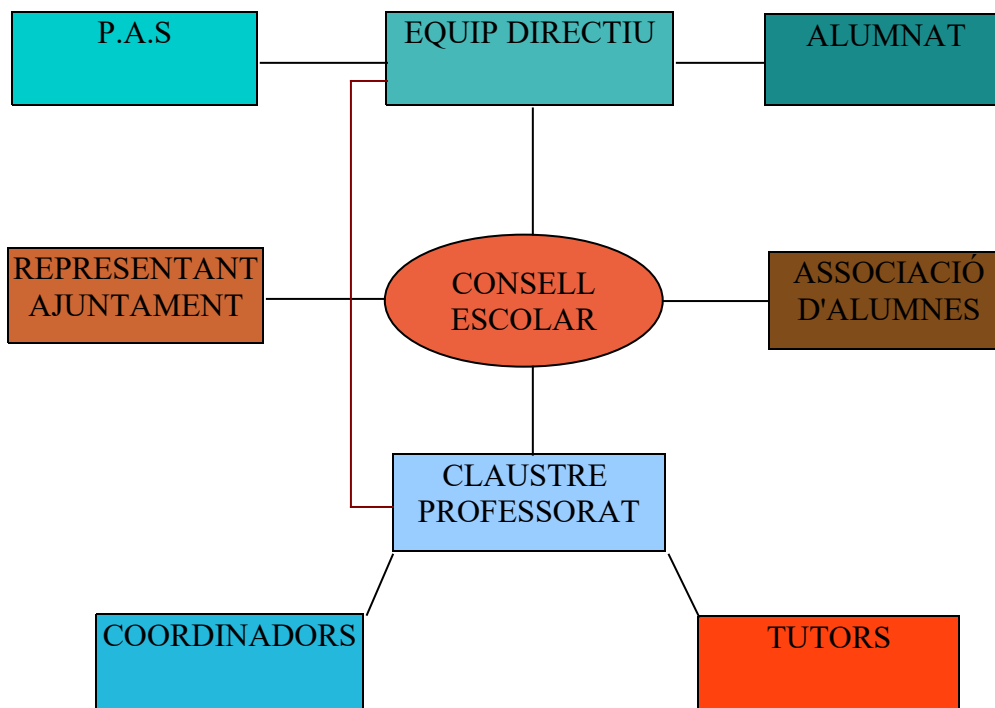 P.A.S
EQUIP DIRECTIU
ALUMNAT
REPRESENTANT
AJUNTAMENT
CONSELL
ESCOLAR
ASSOCIACIÓ
D'ALUMNES
CLAUSTRE
PROFESSORAT
COORDINADORS
TUTORS